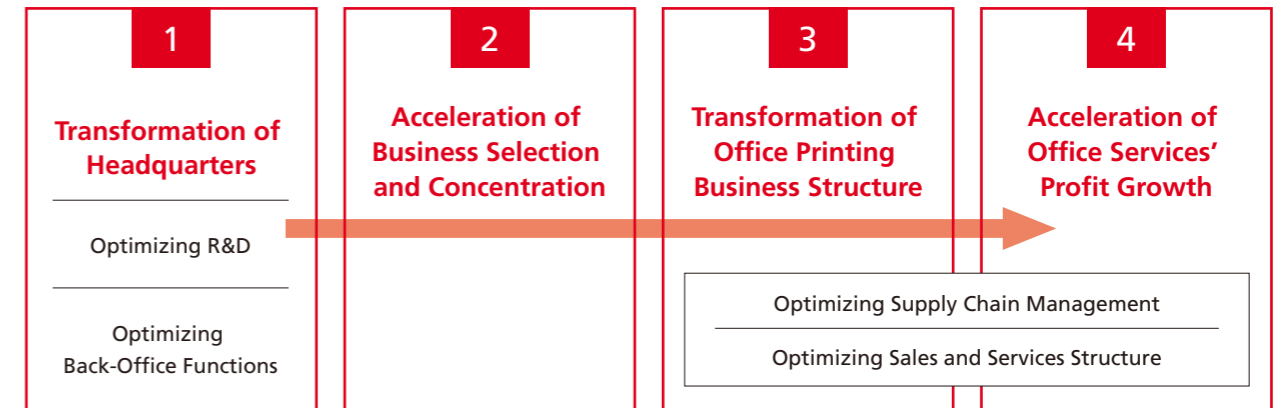 1
Transformation of
Headquarters
Optimizing R&D
Optimizing
Back-Office Functions
2
Acceleration of
Business Selection
and Concentration
3
Transformation of
Office Printing
Business Structure
4
Acceleration of
Office Services’
Profit Growth
Optimizing Supply Chain Management
Optimizing Sales and Services Structure